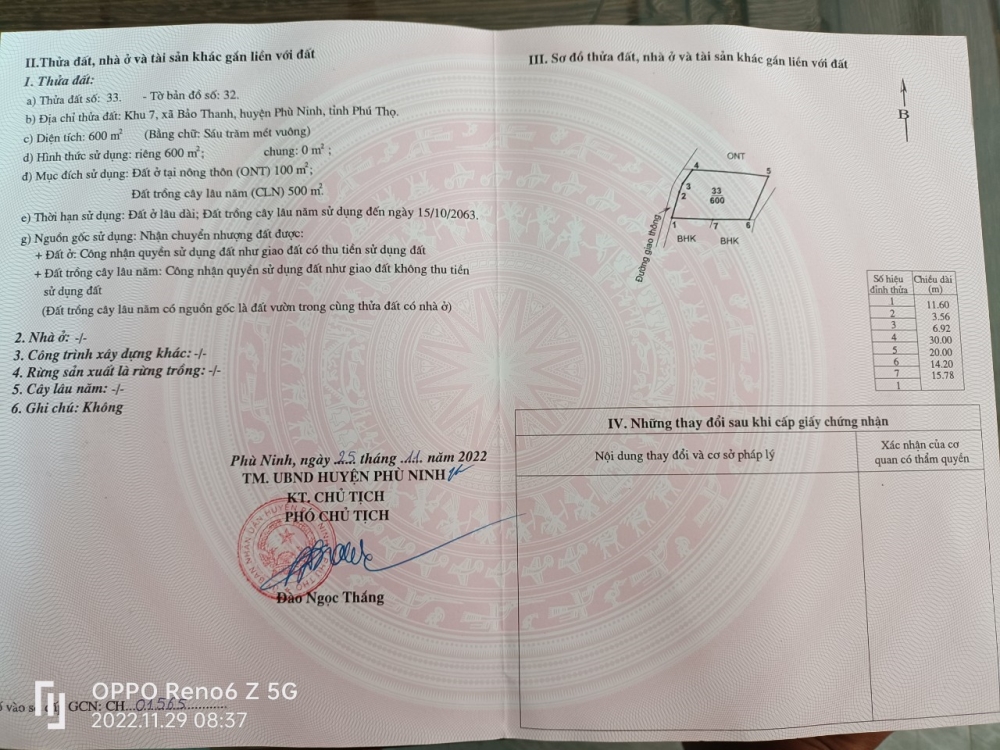 II.Thửa đất, nhà ở và tài sản khác gắn liền với đất
1. Thửa đất:
a) Thửa đất số: 33. - Tờ bản đồ số: 32.
b) Địa chỉ thửa đất: Khu 7, xã Bảo Thanh, huyện Phù Ninh, tỉnh Phú Thọ.
c) Diện tích: 600 m² (Bằng chữ: Sáu trăm mét vuông)
d) Hình thức sử dụng: riêng 600 m²; chung: 0 m² ;
đ) Mục đích sử dụng: Đất ở tại nông thôn (ONT) 100 m²;
Đất trồng cây lâu năm (CLN) 500 m².
e) Thời hạn sử dụng: Đất ở lâu dài; Đất trồng cây lâu năm sử dụng đến ngày 15/10/2063.
g) Nguồn gốc sử dụng: Nhận chuyển nhượng đất được:
+ Đất ở: Công nhận quyền sử dụng đất như giao đất có thu tiền sử dụng đất
+ Đất trồng cây lâu năm: Công nhận quyền sử dụng đất như giao đất không thu tiền
sử dụng đất
(Đất trồng cây lâu năm có nguồn gốc là đất vườn trong cùng thửa đất có nhà ở)
2. Nhà ở: -/-
3. Công trình xây dựng khác: -/-
4. Rừng sản xuất là rừng trồng: -/-
5. Cây lâu năm: -/-
6. Ghi chú: Không
Phù Ninh, ngày 25 tháng 11 năm 2022
TM. UBND HUYỆN PHÙ NINH
KT. CHỦ TỊCH
PHÓ CHỦ TỊCH
Đào Ngọc Thắng
GCN: CH 01565
OPPO Reno6 Z 5G
2022.11.29 08:37
III. Sơ đồ thửa đất, nhà ở và tài sản khác gắn liền với đất
B
ONT
4
5
3
2
33
600
1
7
6
BHK
BHK
Đường giao thông
Số hiệu đỉnh thửa
Chiều dài (m)
1
11.60
2
3.56
3
6.92
4
30.00
5
20.00
6
14.20
7
15.78
1
IV. Những thay đổi sau khi cấp giấy chứng nhận
Nội dung thay đổi và cơ sở pháp lý
Xác nhận của cơ
quan có thẩm quyền